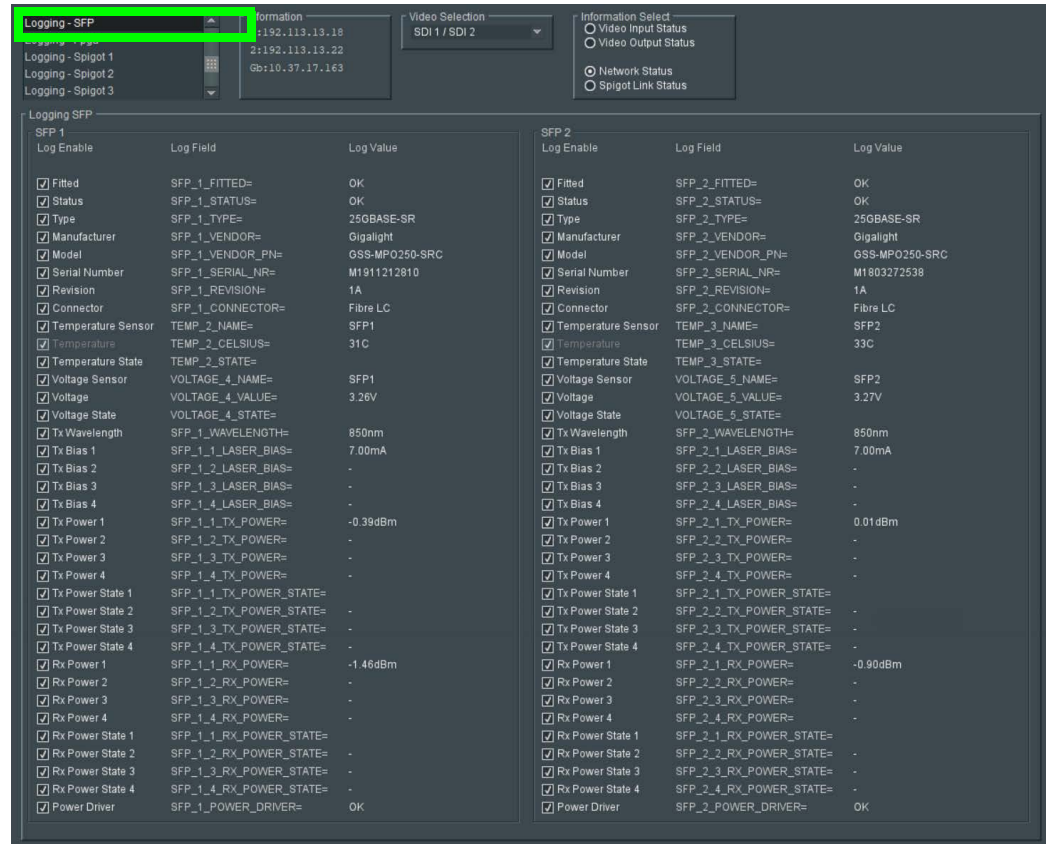 Logging - SFP
Logging - Spigot 1
Logging - Spigot 2
Logging - Spigot 3
:192.113.13.18
2:192.113.13.22
Gb:10.37.17.163
Video Selection
SDI 1 / SDI 2
Information Select
Video Input Status
Video Output Status
Network Status
Spigot Link Status
Logging SFP
SFP 1
Log Enable Log Field Log Value
Fitted SFP_1_FITTED= OK
Status SFP_1_STATUS= OK
Type SFP_1_TYPE= 25GBASE-SR
Manufacturer SFP_1_VENDOR= Gigalight
Model SFP_1_VENDOR_PN= GSS-MPO250-SRC
Serial Number SFP_1_SERIAL_NR= M1911212810
Revision SFP_1_REVISION= 1A
Connector SFP_1_CONNECTOR= Fibre LC
Temperature Sensor TEMP_2_NAME= SFP1
Temperature TEMP_2_CELSIUS= 31C
Temperature State TEMP_2_STATE=
Voltage Sensor VOLTAGE_4_NAME= SFP1
Voltage VOLTAGE_4_VALUE= 3.26V
Voltage State VOLTAGE_4_STATE=
Tx Wavelength SFP_1_WAVELENGTH= 850nm
Tx Bias 1 SFP_1_1_LASER_BIAS= 7.00mA
Tx Bias 2 SFP_1_2_LASER_BIAS= -
Tx Bias 3 SFP_1_3_LASER_BIAS= -
Tx Bias 4 SFP_1_4_LASER_BIAS= -
Tx Power 1 SFP_1_1_TX_POWER= -0.39dBm
Tx Power 2 SFP_1_2_TX_POWER= -
Tx Power 3 SFP_1_3_TX_POWER= -
Tx Power 4 SFP_1_4_TX_POWER= -
Tx Power State 1 SFP_1_1_TX_POWER_STATE=
Tx Power State 2 SFP_1_2_TX_POWER_STATE= -
Tx Power State 3 SFP_1_3_TX_POWER_STATE= -
Tx Power State 4 SFP_1_4_TX_POWER_STATE= -
Rx Power 1 SFP_1_1_RX_POWER= -1.46dBm
Rx Power 2 SFP_1_2_RX_POWER= -
Rx Power 3 SFP_1_3_RX_POWER= -
Rx Power 4 SFP_1_4_RX_POWER= -
Rx Power State 1 SFP_1_1_RX_POWER_STATE=
Rx Power State 2 SFP_1_2_RX_POWER_STATE= -
Rx Power State 3 SFP_1_3_RX_POWER_STATE= -
Rx Power State 4 SFP_1_4_RX_POWER_STATE= -
Power Driver SFP_1_POWER_DRIVER= OK
SFP 2
Log Enable Log Field Log Value
Fitted SFP_2_FITTED= OK
Status SFP_2_STATUS= OK
Type SFP_2_TYPE= 25GBASE-SR
Manufacturer SFP_2_VENDOR= Gigalight
Model SFP_2_VENDOR_PN= GSS-MPO250-SRC
Serial Number SFP_2_SERIAL_NR= M1803272538
Revision SFP_2_REVISION= 1A
Connector SFP_2_CONNECTOR= Fibre LC
Temperature Sensor TEMP_3_NAME= SFP2
Temperature TEMP_3_CELSIUS= 33C
Temperature State TEMP_3_STATE=
Voltage Sensor VOLTAGE_5_NAME= SFP2
Voltage VOLTAGE_5_VALUE= 3.27V
Voltage State VOLTAGE_5_STATE=
Tx Wavelength SFP_2_WAVELENGTH= 850nm
Tx Bias 1 SFP_2_1_LASER_BIAS= 7.00mA
Tx Bias 2 SFP_2_2_LASER_BIAS= -
Tx Bias 3 SFP_2_3_LASER_BIAS= -
Tx Bias 4 SFP_2_4_LASER_BIAS= -
Tx Power 1 SFP_2_1_TX_POWER= 0.01dBm
Tx Power 2 SFP_2_2_TX_POWER= -
Tx Power 3 SFP_2_3_TX_POWER= -
Tx Power 4 SFP_2_4_TX_POWER= -
Tx Power State 1 SFP_2_1_TX_POWER_STATE=
Tx Power State 2 SFP_2_2_TX_POWER_STATE= -
Tx Power State 3 SFP_2_3_TX_POWER_STATE= -
Tx Power State 4 SFP_2_4_TX_POWER_STATE= -
Rx Power 1 SFP_2_1_RX_POWER= -0.90dBm
Rx Power 2 SFP_2_2_RX_POWER= -
Rx Power 3 SFP_2_3_RX_POWER= -
Rx Power 4 SFP_2_4_RX_POWER= -
Rx Power State 1 SFP_2_1_RX_POWER_STATE=
Rx Power State 2 SFP_2_2_RX_POWER_STATE= -
Rx Power State 3 SFP_2_3_RX_POWER_STATE= -
Rx Power State 4 SFP_2_4_RX_POWER_STATE= -
Power Driver SFP_2_POWER_DRIVER= OK